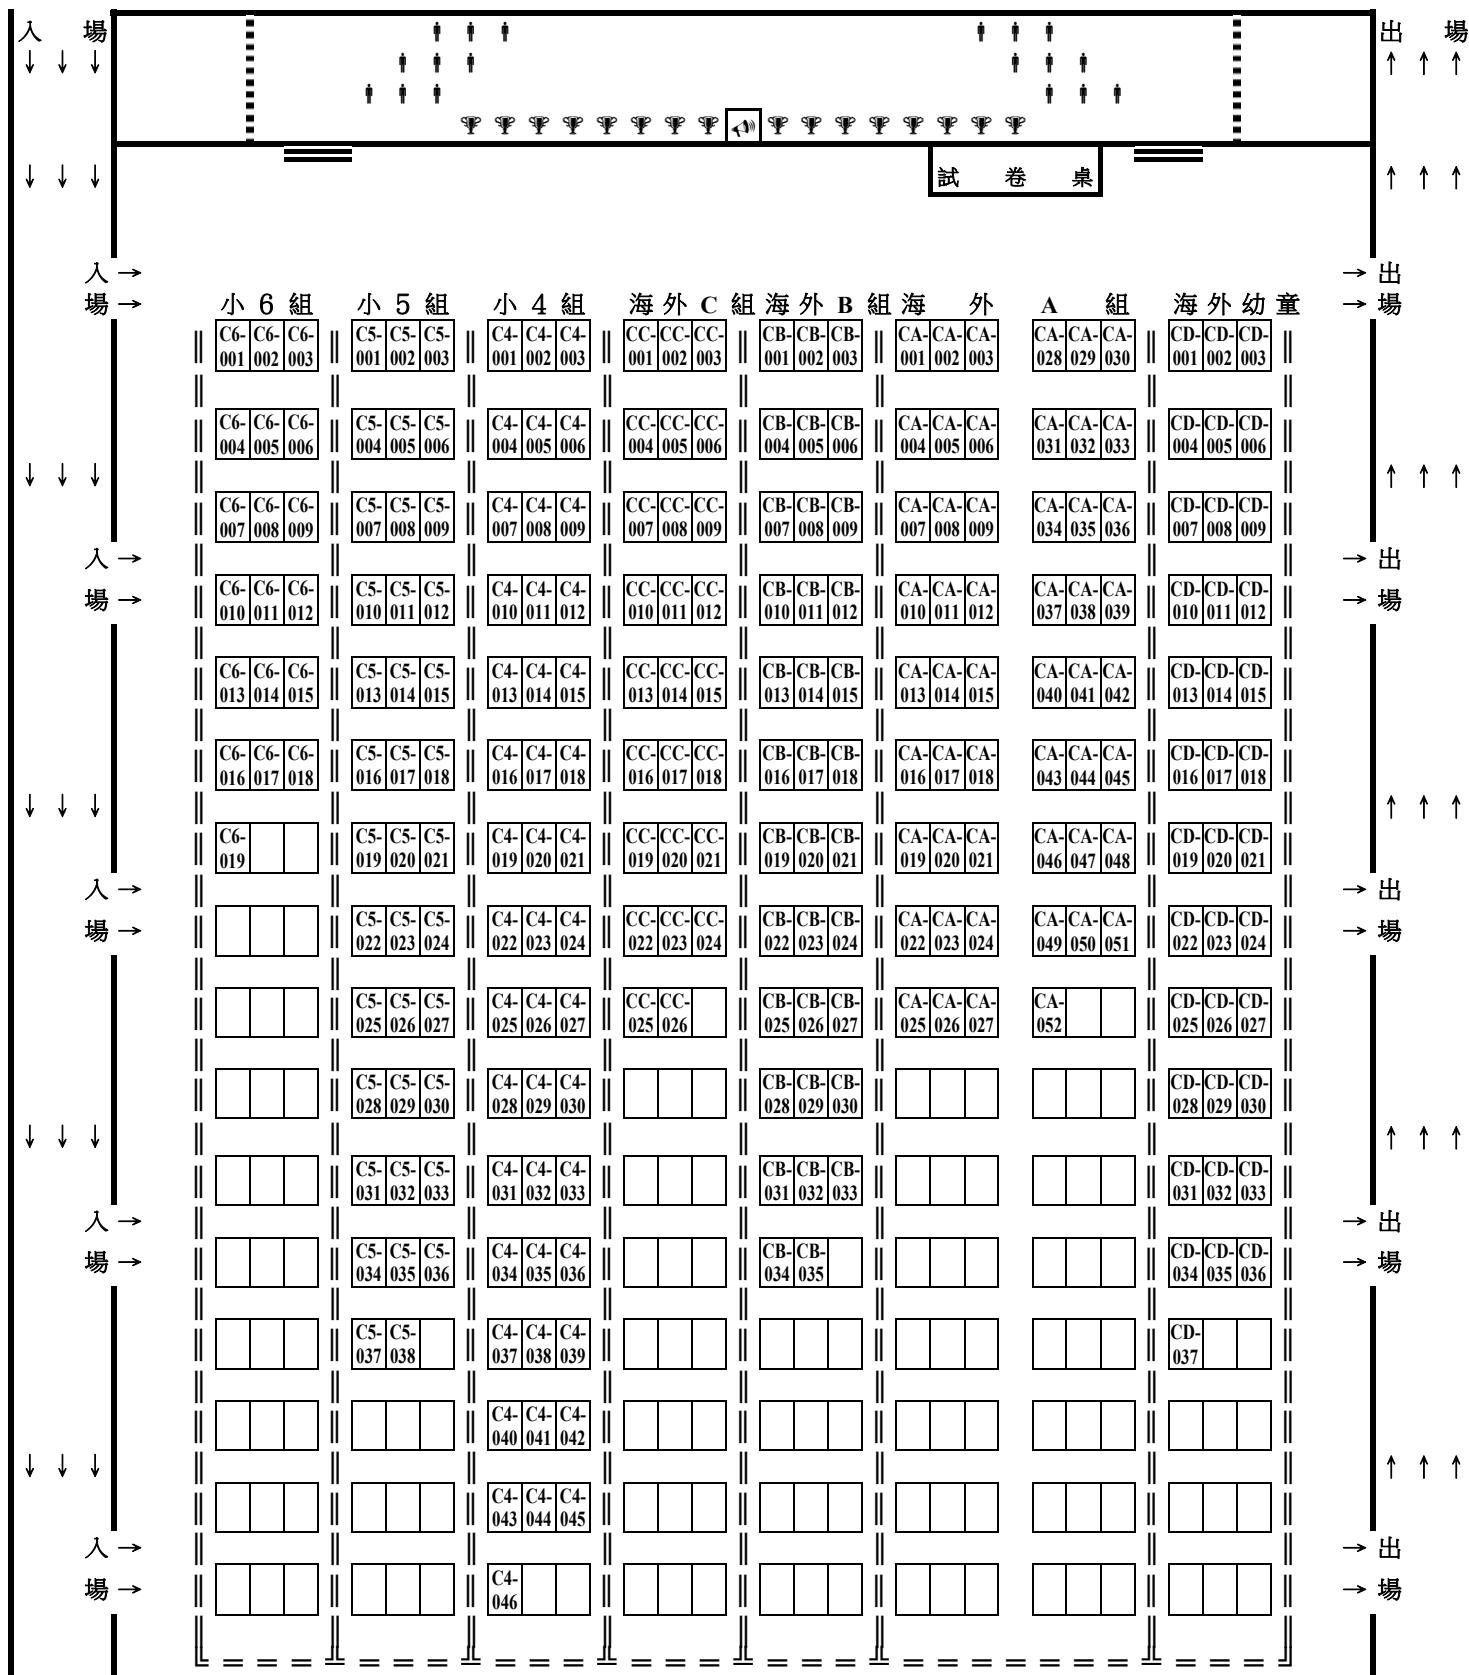 入 場 出 場
↓ ↓ ↓ ↑ ↑ ↑
↓ ↓ ↓ 試 卷 桌 ↑ ↑ ↑
入 → → 出
場 → 小 6 組 小 5 組 小 4 組 海 外 C 組 海 外 B 組 海 外 A 組 海 外 幼 童 → 場
C6-001 C6-002 C6-003 C5-001 C5-002 C5-003 C4-001 C4-002 C4-003 CC-001 CC-002 CC-003 CB-001 CB-002 CB-003 CA-001 CA-002 CA-003 CA-028 CA-029 CA-030 CD-001 CD-002 CD-003
C6-004 C6-005 C6-006 C5-004 C5-005 C5-006 C4-004 C4-005 C4-006 CC-004 CC-005 CC-006 CB-004 CB-005 CB-006 CA-004 CA-005 CA-006 CA-031 CA-032 CA-033 CD-004 CD-005 CD-006
↓ ↓ ↓ ↑ ↑ ↑
C6-007 C6-008 C6-009 C5-007 C5-008 C5-009 C4-007 C4-008 C4-009 CC-007 CC-008 CC-009 CB-007 CB-008 CB-009 CA-007 CA-008 CA-009 CA-034 CA-035 CA-036 CD-007 CD-008 CD-009
入 → → 出
場 → C6-010 C6-011 C6-012 C5-010 C5-011 C5-012 C4-010 C4-011 C4-012 CC-010 CC-011 CC-012 CB-010 CB-011 CB-012 CA-010 CA-011 CA-012 CA-037 CA-038 CA-039 CD-010 CD-011 CD-012 → 場
C6-013 C6-014 C6-015 C5-013 C5-014 C5-015 C4-013 C4-014 C4-015 CC-013 CC-014 CC-015 CB-013 CB-014 CB-015 CA-013 CA-014 CA-015 CA-040 CA-041 CA-042 CD-013 CD-014 CD-015
C6-016 C6-017 C6-018 C5-016 C5-017 C5-018 C4-016 C4-017 C4-018 CC-016 CC-017 CC-018 CB-016 CB-017 CB-018 CA-016 CA-017 CA-018 CA-043 CA-044 CA-045 CD-016 CD-017 CD-018
↓ ↓ ↓ ↑ ↑ ↑
C6-019 C5-019 C5-020 C5-021 C4-019 C4-020 C4-021 CC-019 CC-020 CC-021 CB-019 CB-020 CB-021 CA-019 CA-020 CA-021 CA-046 CA-047 CA-048 CD-019 CD-020 CD-021
入 → → 出
場 → C5-022 C5-023 C5-024 C4-022 C4-023 C4-024 CC-022 CC-023 CC-024 CB-022 CB-023 CB-024 CA-022 CA-023 CA-024 CA-049 CA-050 CA-051 CD-022 CD-023 CD-024 → 場
C5-025 C5-026 C5-027 C4-025 C4-026 C4-027 CC-025 CC-026 CB-025 CB-026 CB-027 CA-025 CA-026 CA-027 CA-052 CD-025 CD-026 CD-027
C5-028 C5-029 C5-030 C4-028 C4-029 C4-030 CB-028 CB-029 CB-030 CD-028 CD-029 CD-030
↓ ↓ ↓ ↑ ↑ ↑
C5-031 C5-032 C5-033 C4-031 C4-032 C4-033 CB-031 CB-032 CB-033 CD-031 CD-032 CD-033
入 → → 出
場 → C5-034 C5-035 C5-036 C4-034 C4-035 C4-036 CB-034 CB-035 CD-034 CD-035 CD-036 → 場
C5-037 C5-038 C4-037 C4-038 C4-039 CD-037
C4-040 C4-041 C4-042
↓ ↓ ↓ ↑ ↑ ↑
C4-043 C4-044 C4-045
入 → → 出
場 → C4-046 → 場